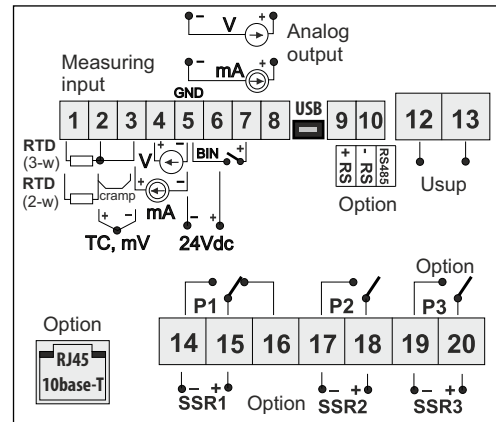 - V + Analog
output
Measuring
input
- mA +
GND
USB
1 2 3 4 5 6 7 8 9 10 12 13
RTD
(3-w)
+ V -
BIN
+ RS
- RS
RS485
Usup
RTD
(2-w)
cramp
+ mA -
Option
+ -
- +
TC, mV
24Vdc
Option
P1 P2 P3
14 15 16 17 18 19 20
Option
RJ45
10base-T
- + - + - +
SSR1 Option SSR2 SSR3